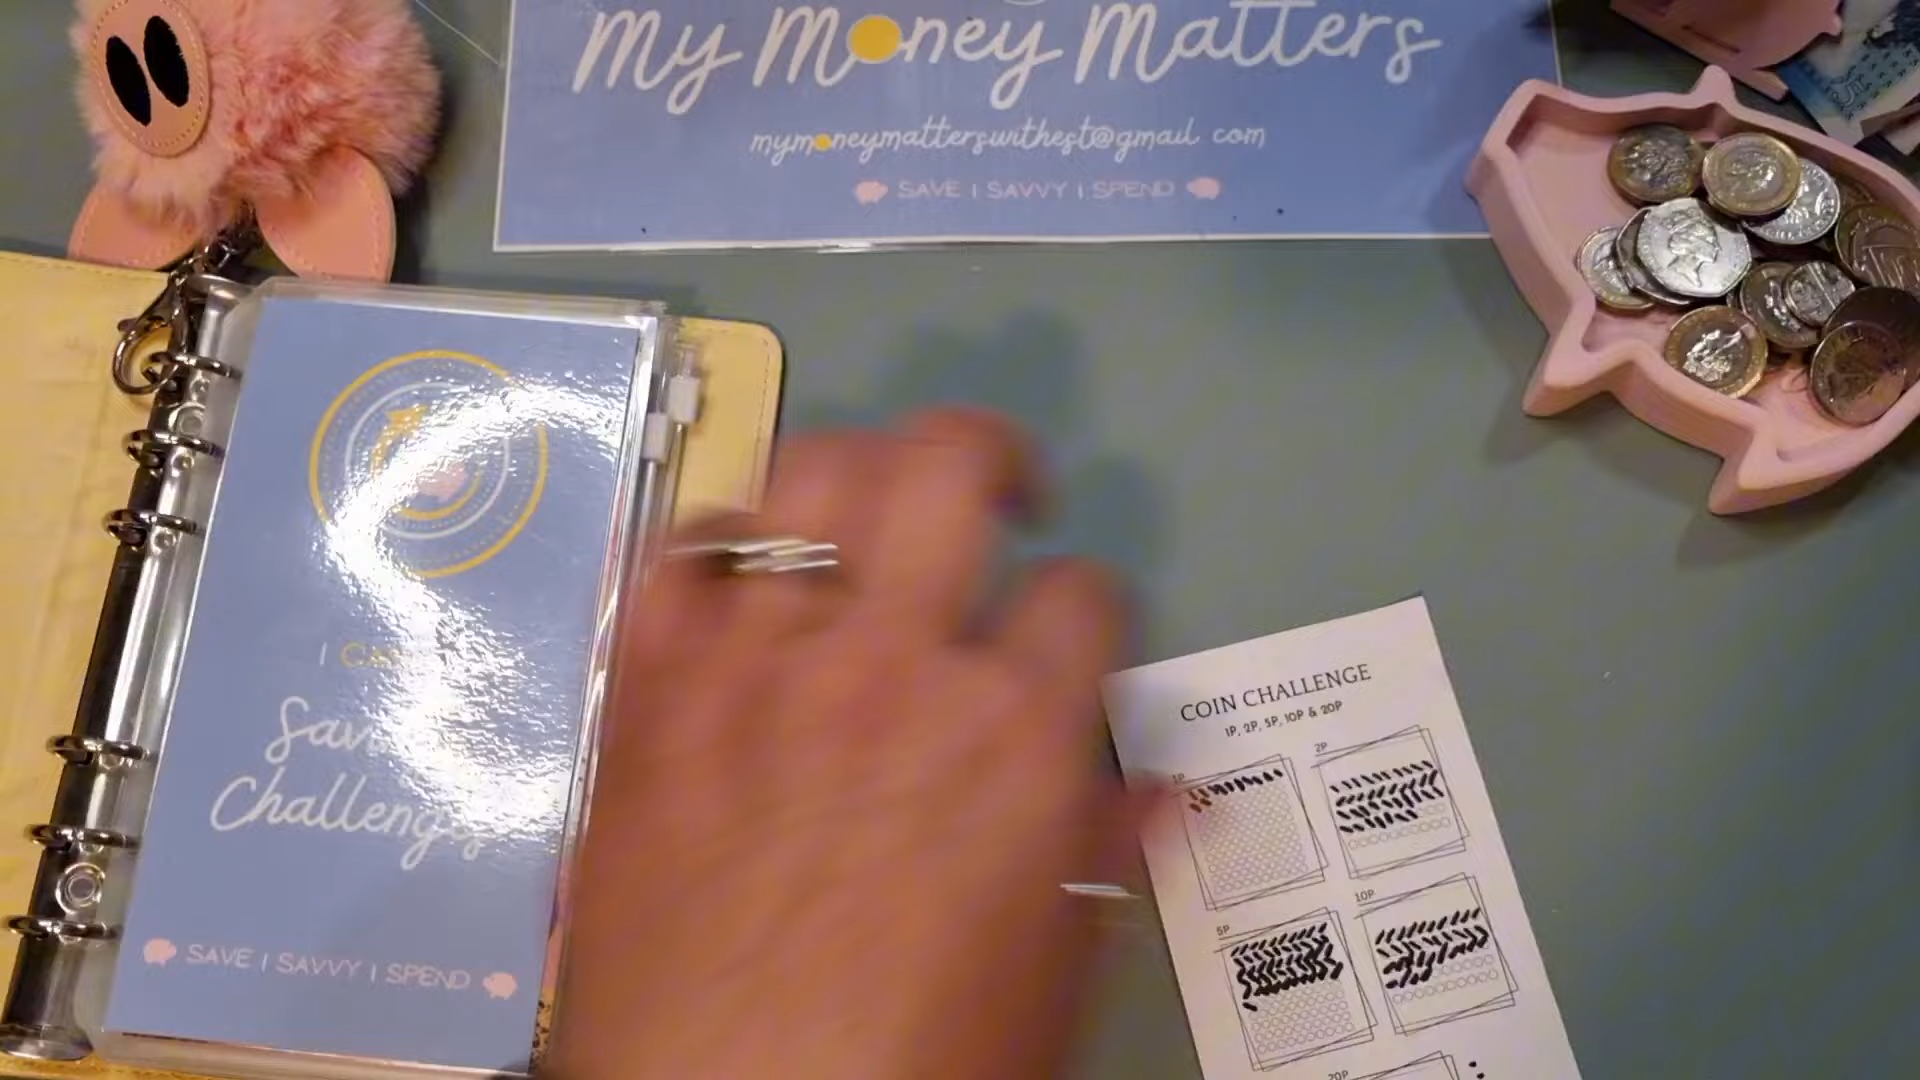 My Money Matters
mymoneymatterswithest@gmail.com
SAVE | SAVVY | SPEND
I
Challenges
SAVE | SAVVY | SPEND
COIN CHALLENGE
1P, 2P, 5P, 10P & 20P
1P
2P
5P
10P
20P